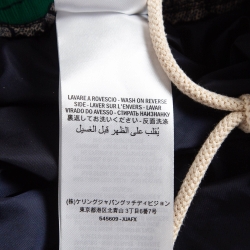 LAVARE A ROVESCIO - WASH ON REVERSE
SIDE - LAVER SUR L'ENVERS - LAVAR
VIRADO DO AVESSO - СТИРАТЬ НАИЗНАНКУ
裏返してお洗いください - 反面洗涤
يُقلب على الظهر قبل الغسيل
(株)ケリングジャパングッチディビジョン
東京都港区北青山 3丁目6番7号
545609 - XJAFX